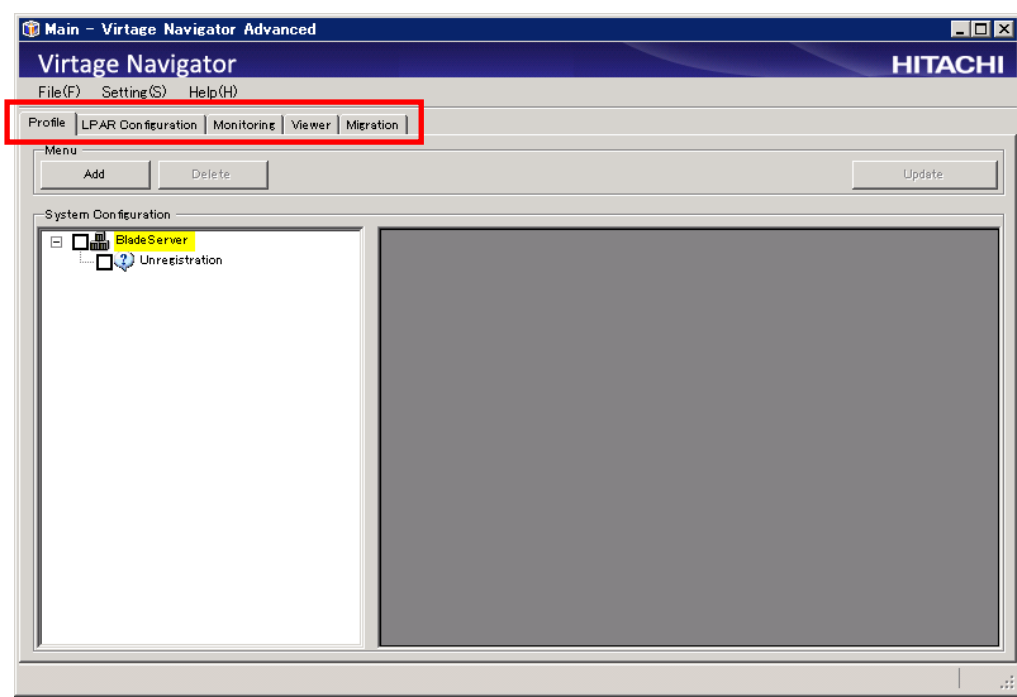 Main - Virtage Navigator Advanced
Virtage Navigator HITACHI
File(F) Setting(S) Help(H)
Profile LPAR Configuration Monitoring Viewer Migration
Menu
Add Delete Update
System Configuration
BladeServer
Unregistration